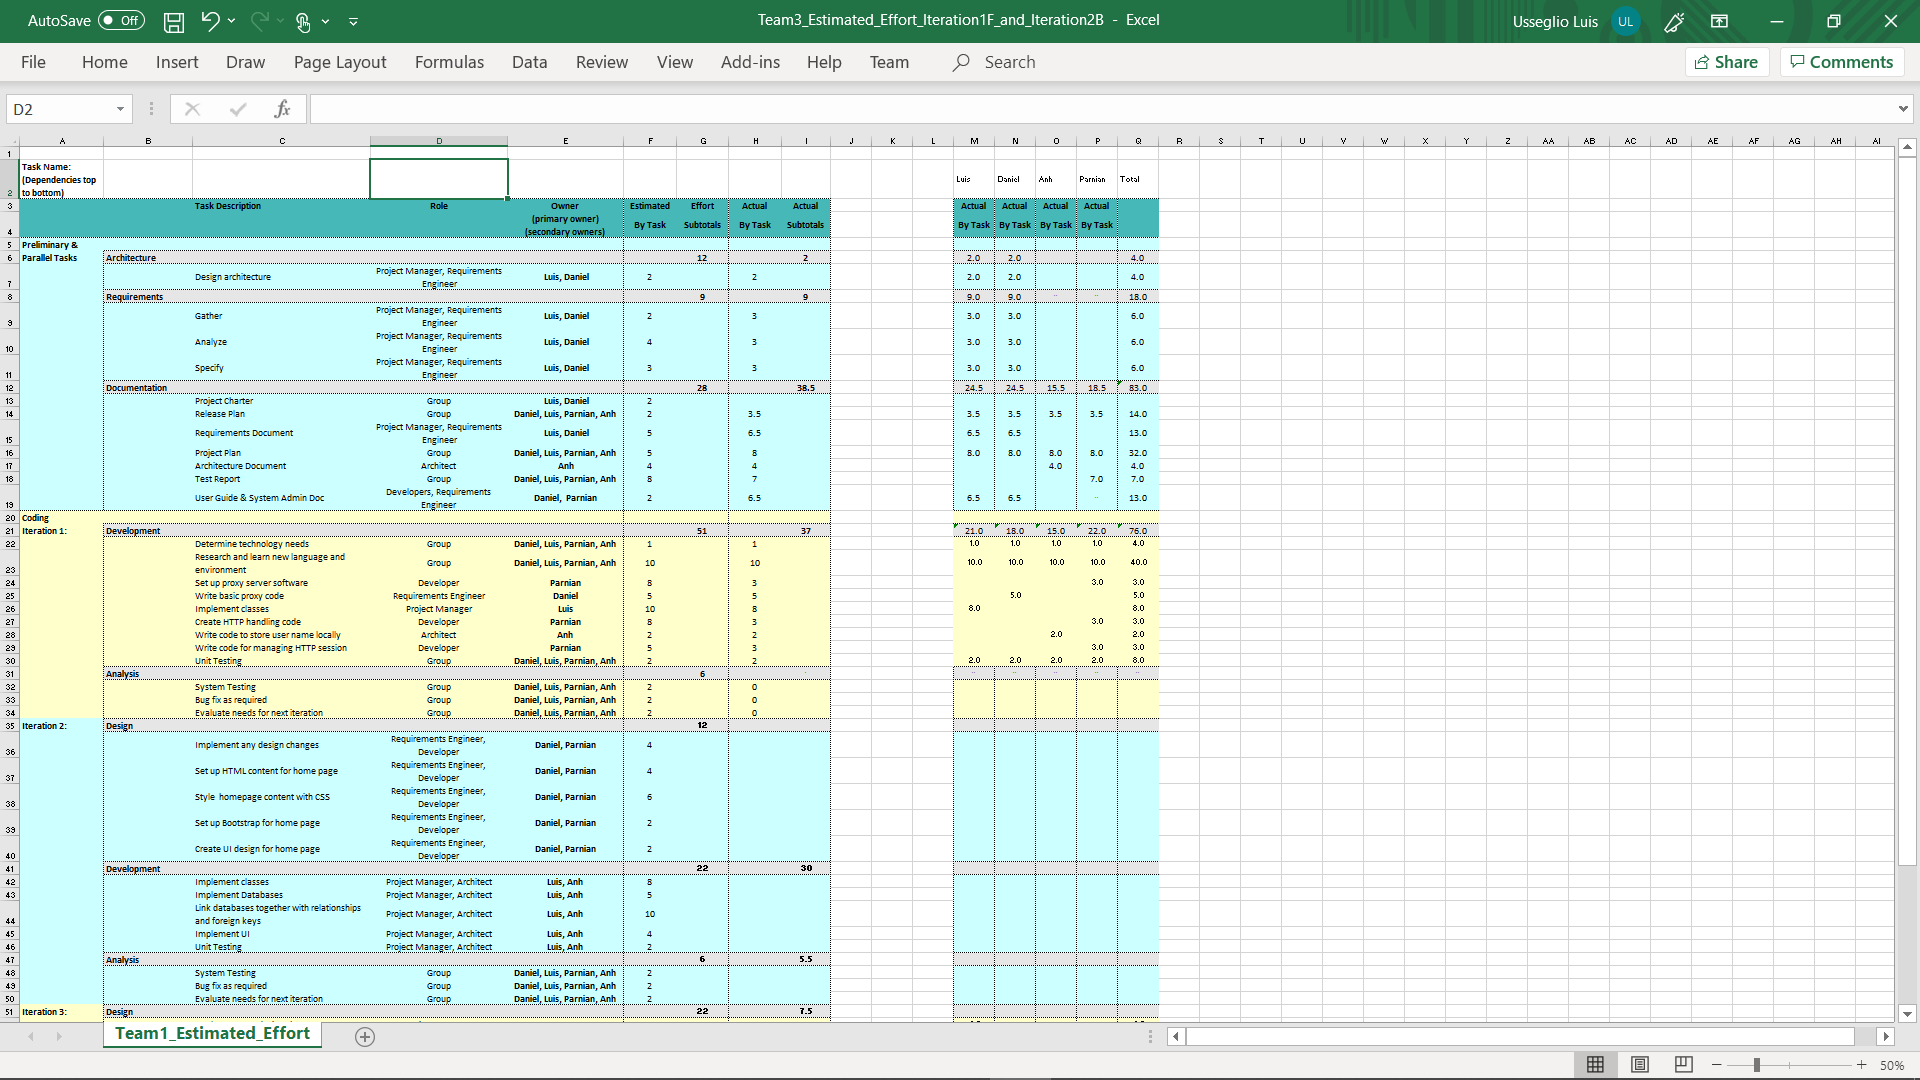 AutoSave Off
Team3_Estimated_Effort_Iteration1F_and_Iteration2B - Excel
Usseglio Luis UL
File Home Insert Draw Page Layout Formulas Data Review View Add-ins Help Team Search Share Comments
D2 fx
A B C D E F G H I J K L M N O P Q R S T U V W X Y Z AA AB AC AD AE AF AG AH AI
1
2 Task Name: (Dependencies top to bottom) Luis Daniel Anh Parnian Total
3 Task Description Role Owner Estimated Effort Actual Actual Actual Actual Actual Actual
(primary owner)
4 (secondary owners) By Task Subtotals By Task Subtotals By Task By Task By Task By Task
5 Preliminary &
6 Parallel Tasks Architecture 12 2 2.0 2.0 4.0
7 Design architecture Project Manager, Requirements Engineer Luis, Daniel 2 2 2.0 2.0 4.0
8 Requirements 9 9 9.0 9.0 18.0
9 Gather Project Manager, Requirements Engineer Luis, Daniel 2 3 3.0 3.0 6.0
10 Analyze Project Manager, Requirements Engineer Luis, Daniel 4 3 3.0 3.0 6.0
11 Specify Project Manager, Requirements Engineer Luis, Daniel 3 3 3.0 3.0 6.0
12 Documentation 28 38.5 24.5 24.5 15.5 18.5 83.0
13 Project Charter Group Luis, Daniel 2
14 Release Plan Group Daniel, Luis, Parnian, Anh 2 3.5 3.5 3.5 3.5 3.5 14.0
15 Requirements Document Project Manager, Requirements Engineer Luis, Daniel 5 6.5 6.5 6.5 13.0
16 Project Plan Group Daniel, Luis, Parnian, Anh 5 8 8.0 8.0 8.0 8.0 32.0
17 Architecture Document Architect Anh 4 4 4.0 4.0
18 Test Report Group Daniel, Luis, Parnian, Anh 8 7 7.0 7.0
19 User Guide & System Admin Doc Developers, Requirements Engineer Daniel, Parnian 2 6.5 6.5 6.5 13.0
20 Coding
21 Iteration 1: Development 51 37 21.0 18.0 15.0 22.0 76.0
22 Determine technology needs Group Daniel, Luis, Parnian, Anh 1 1 1.0 1.0 1.0 1.0 4.0
23 Research and learn new language and environment Group Daniel, Luis, Parnian, Anh 10 10 10.0 10.0 10.0 10.0 40.0
24 Set up proxy server software Developer Parnian 8 3 3.0 3.0
25 Write basic proxy code Requirements Engineer Daniel 5 5 5.0 5.0
26 Implement classes Project Manager Luis 10 8 8.0 8.0
27 Create HTTP handling code Developer Parnian 8 3 3.0 3.0
28 Write code to store user name locally Architect Anh 2 2 2.0 2.0
29 Write code for managing HTTP session Developer Parnian 5 3 3.0 3.0
30 Unit Testing Group Daniel, Luis, Parnian, Anh 2 2 2.0 2.0 2.0 2.0 8.0
31 Analysis 6
32 System Testing Group Daniel, Luis, Parnian, Anh 2 0
33 Bug fix as required Group Daniel, Luis, Parnian, Anh 2 0
34 Evaluate needs for next iteration Group Daniel, Luis, Parnian, Anh 2 0
35 Iteration 2: Design 12
36 Implement any design changes Requirements Engineer, Developer Daniel, Parnian 4
37 Set up HTML content for home page Requirements Engineer, Developer Daniel, Parnian 4
38 Style homepage content with CSS Requirements Engineer, Developer Daniel, Parnian 6
39 Set up Bootstrap for home page Requirements Engineer, Developer Daniel, Parnian 2
40 Create UI design for home page Requirements Engineer, Developer Daniel, Parnian 2
41 Development 22 30
42 Implement classes Project Manager, Architect Luis, Anh 8
43 Implement Databases Project Manager, Architect Luis, Anh 5
44 Link databases together with relationships and foreign keys Project Manager, Architect Luis, Anh 10
45 Implement UI Project Manager, Architect Luis, Anh 4
46 Unit Testing Project Manager, Architect Luis, Anh 2
47 Analysis 6 5.5
48 System Testing Group Daniel, Luis, Parnian, Anh 2
49 Bug fix as required Group Daniel, Luis, Parnian, Anh 2
50 Evaluate needs for next iteration Group Daniel, Luis, Parnian, Anh 2
51 Iteration 3: Design 22 7.5
Team1_Estimated_Effort
50%